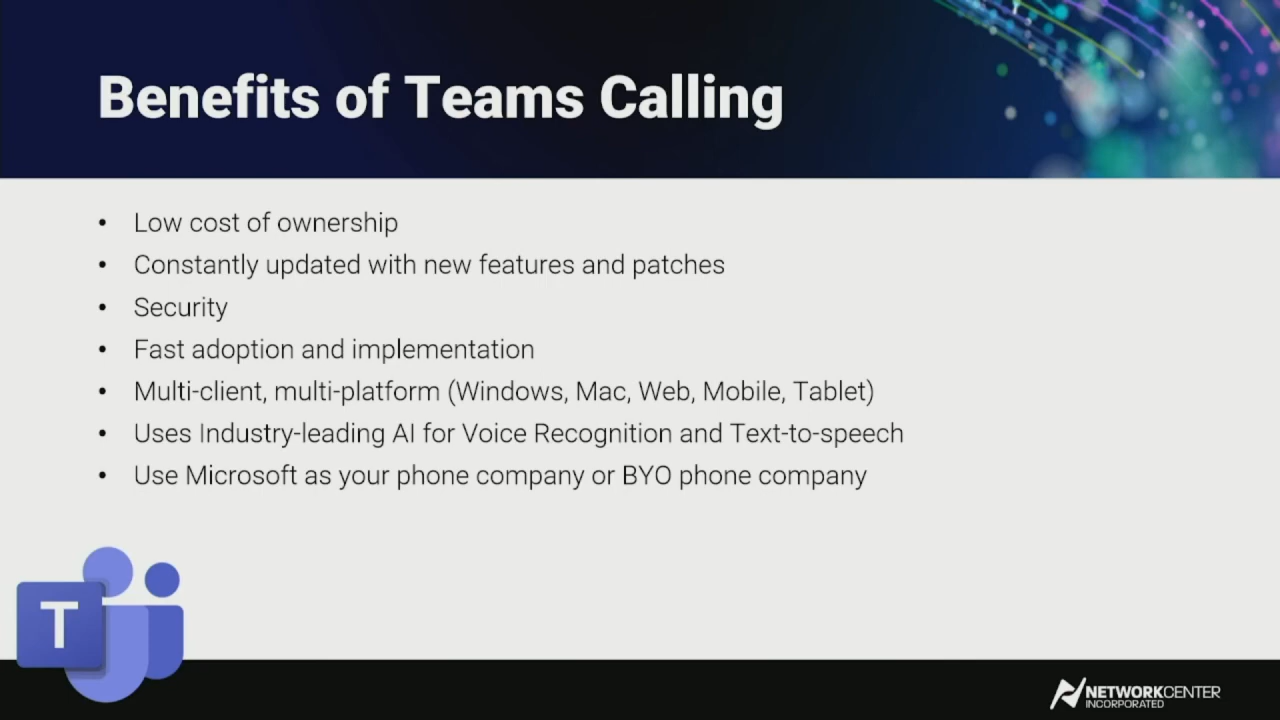 Benefits of Teams Calling
• Low cost of ownership
• Constantly updated with new features and patches
• Security
• Fast adoption and implementation
• Multi-client, multi-platform (Windows, Mac, Web, Mobile, Tablet)
• Uses Industry-leading AI for Voice Recognition and Text-to-speech
• Use Microsoft as your phone company or BYO phone company
T
NETWORKCENTER
INCORPORATED